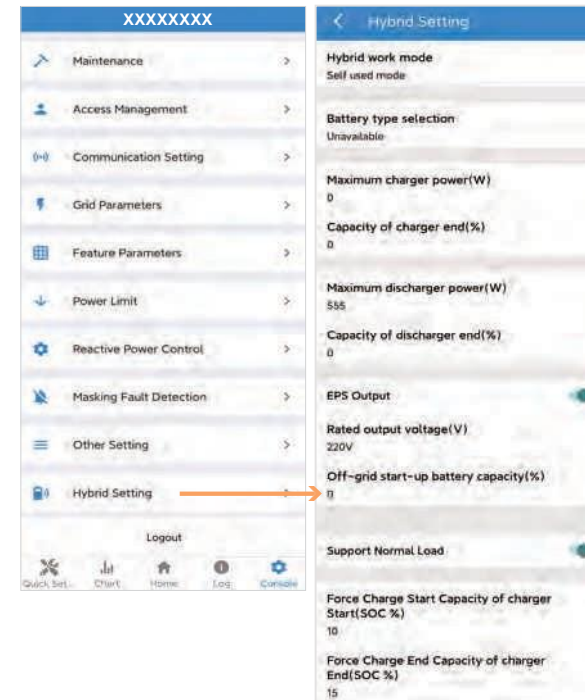 XXXXXXXX
Maintenance
Access Management
Communication Setting
Grid Parameters
Feature Parameters
Power Limit
Reactive Power Control
Masking Fault Detection
Other Setting
Hybrid Setting
Logout
Quick Set..
Chart
Home
Log
Console
Hybrid Setting
Hybrid work mode
Self used mode
Battery type selection
Unavailable
Maximum charger power(W)
0
Capacity of charger end(%)
0
Maximum discharger power(W)
555
Capacity of discharger end(%)
0
EPS Output
Rated output voltage(V)
220V
Off-grid start-up battery capacity(%)
0
Support Normal Load
Force Charge Start Capacity of charger
Start(SOC %)
10
Force Charge End Capacity of charger
End(SOC %)
15